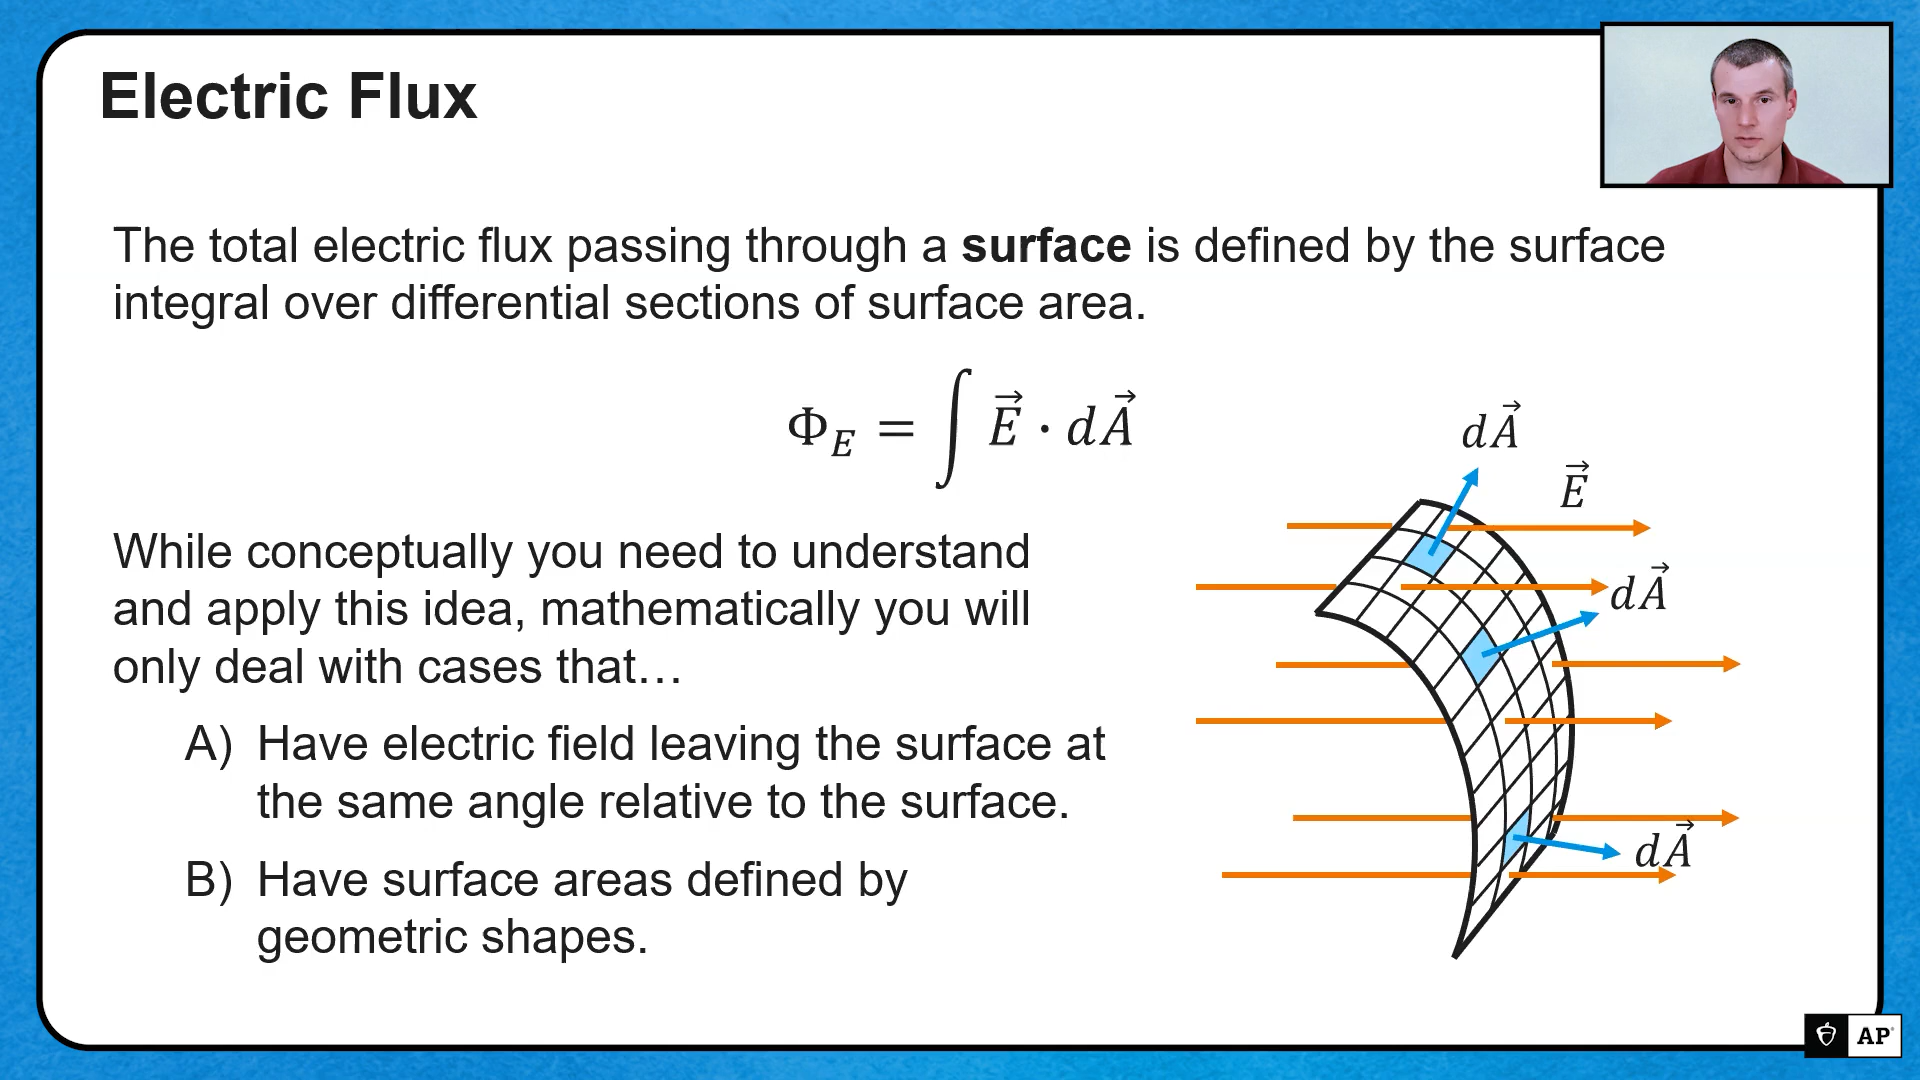 Electric Flux
The total electric flux passing through a surface is defined by the surface
integral over differential sections of surface area.
Φ_E = ∫ E⃗ · dA⃗
dA⃗
E⃗
While conceptually you need to understand
and apply this idea, mathematically you will
only deal with cases that…
dA⃗
A) Have electric field leaving the surface at
the same angle relative to the surface.
dA⃗
B) Have surface areas defined by
geometric shapes.
AP